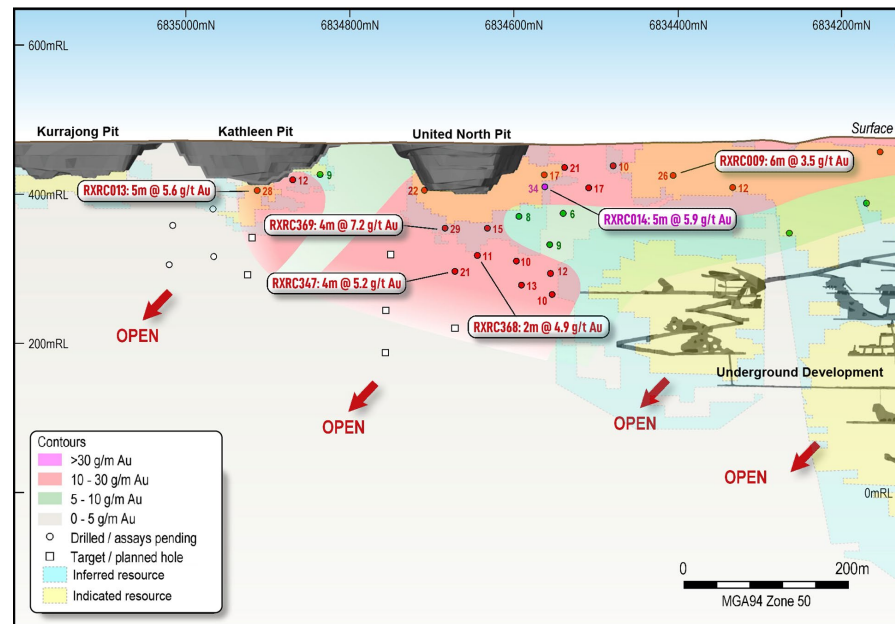 6835000mN 6834800mN 6834600mN 6834400mN 6834200mN
600mRL
Kurrajong Pit Kathleen Pit United North Pit Surface
400mRL
RXRC013: 5m @ 5.6 g/t Au
RXRC009: 6m @ 3.5 g/t Au
RXRC369: 4m @ 7.2 g/t Au
RXRC014: 5m @ 5.9 g/t Au
RXRC347: 4m @ 5.2 g/t Au
RXRC368: 2m @ 4.9 g/t Au
28 12 9 22 17 34 21 17 10 26 12
29 15 8 6 9
21 11 10 13 12 10
200mRL
OPEN
OPEN
OPEN
OPEN
Underground Development
0mRL
Contours
>30 g/m Au
10 - 30 g/m Au
5 - 10 g/m Au
0 - 5 g/m Au
Drilled / assays pending
Target / planned hole
Inferred resource
Indicated resource
0 200m
MGA94 Zone 50